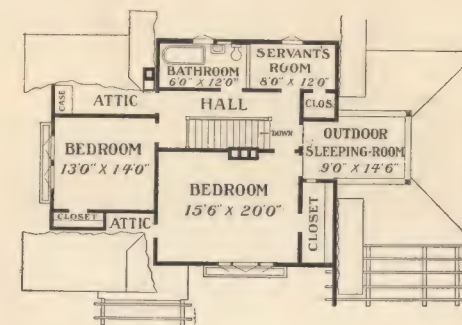 BATHROOM
6'0" X 12'0"
SERVANT'S
ROOM
8'0" X 12'0"
CASE
ATTIC
HALL
CLOS.
DOWN
OUTDOOR
SLEEPING-ROOM
9'0" X 14'6"
BEDROOM
13'0" X 14'0"
BEDROOM
15'6" X 20'0"
CLOSET
ATTIC
CLOSET